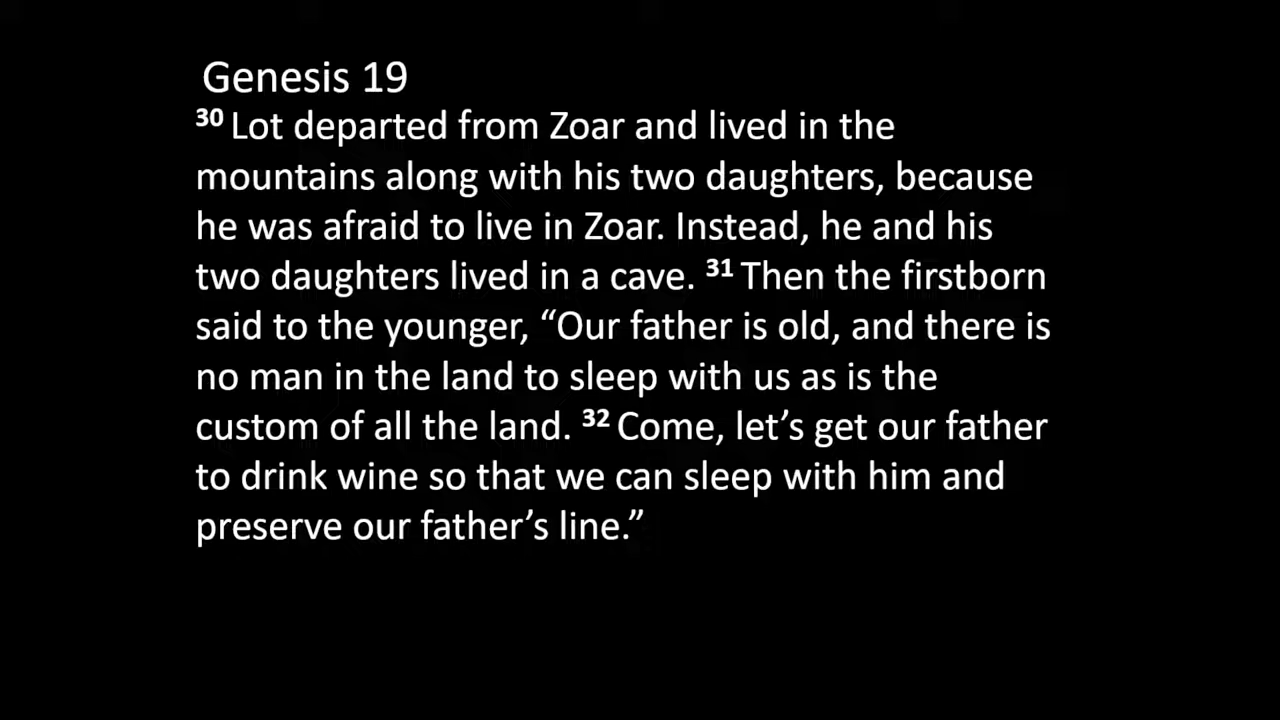 Genesis 19
30 Lot departed from Zoar and lived in the
mountains along with his two daughters, because
he was afraid to live in Zoar. Instead, he and his
two daughters lived in a cave. 31 Then the firstborn
said to the younger, “Our father is old, and there is
no man in the land to sleep with us as is the
custom of all the land. 32 Come, let’s get our father
to drink wine so that we can sleep with him and
preserve our father’s line.”